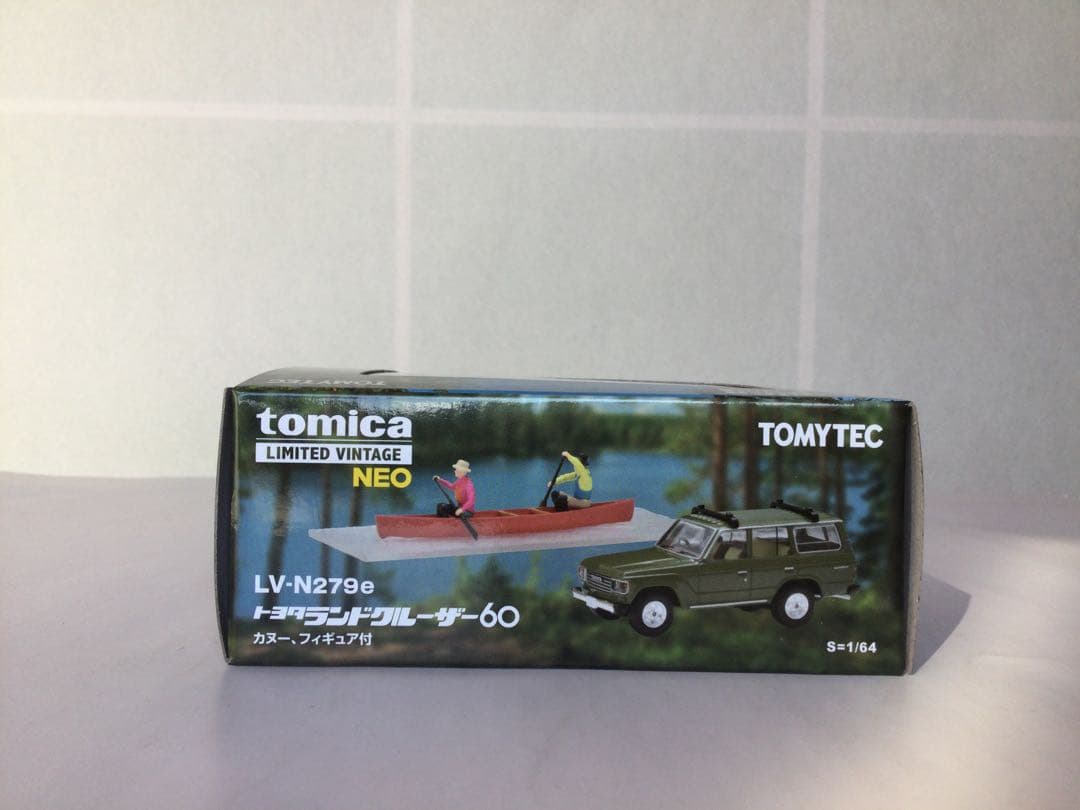 TOMYTEC
tomica
LIMITED VINTAGE
NEO
TOMYTEC
LV-N279e
トヨタランドクルーザー60
カヌー、フィギュア付
S=1/64